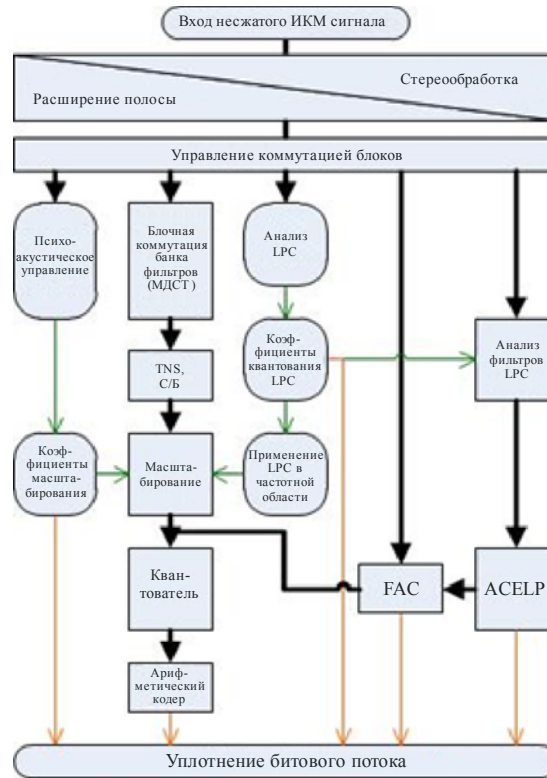 Вход несжатого ИКМ сигнала
Стереообработка
Расширение полосы
Управление коммутацией блоков
Психо-
акустическое
управление
Блочная
коммутация
банка
фильтров
(МДСТ )
Анализ
LPC
Коэф-
фициенты
квантования
LPC
Анализ
фильтров
LPC
TNS,
С/Б
Коэф-
фициенты
масшта-
бирования
Масшта-
бирование
Применение
LPC в
частотной
области
Кван-
тователь
FAC
ACELP
Ариф-
метический
кодер
Уплотнение битового потока